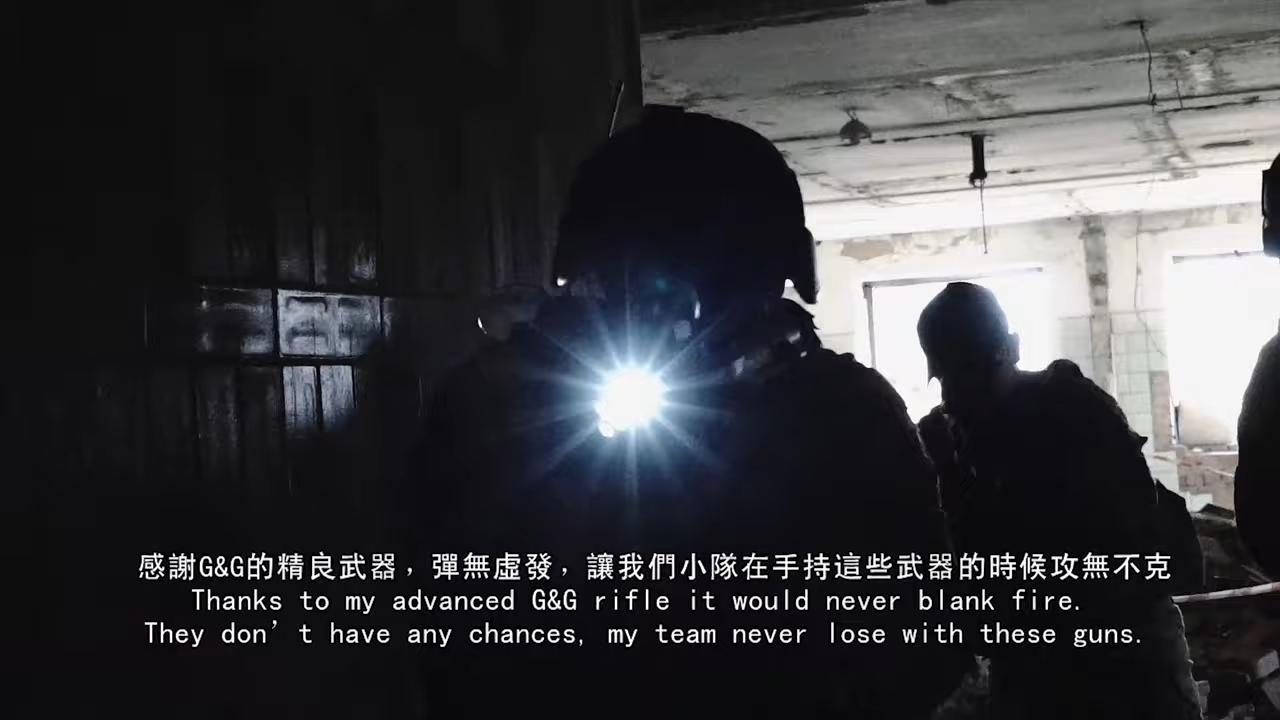 感謝G&G的精良武器，彈無虛發，讓我們小隊在手持這些武器的時候攻無不克
Thanks to my advanced G&G rifle it would never blank fire.
They don’t have any chances, my team never lose with these guns.